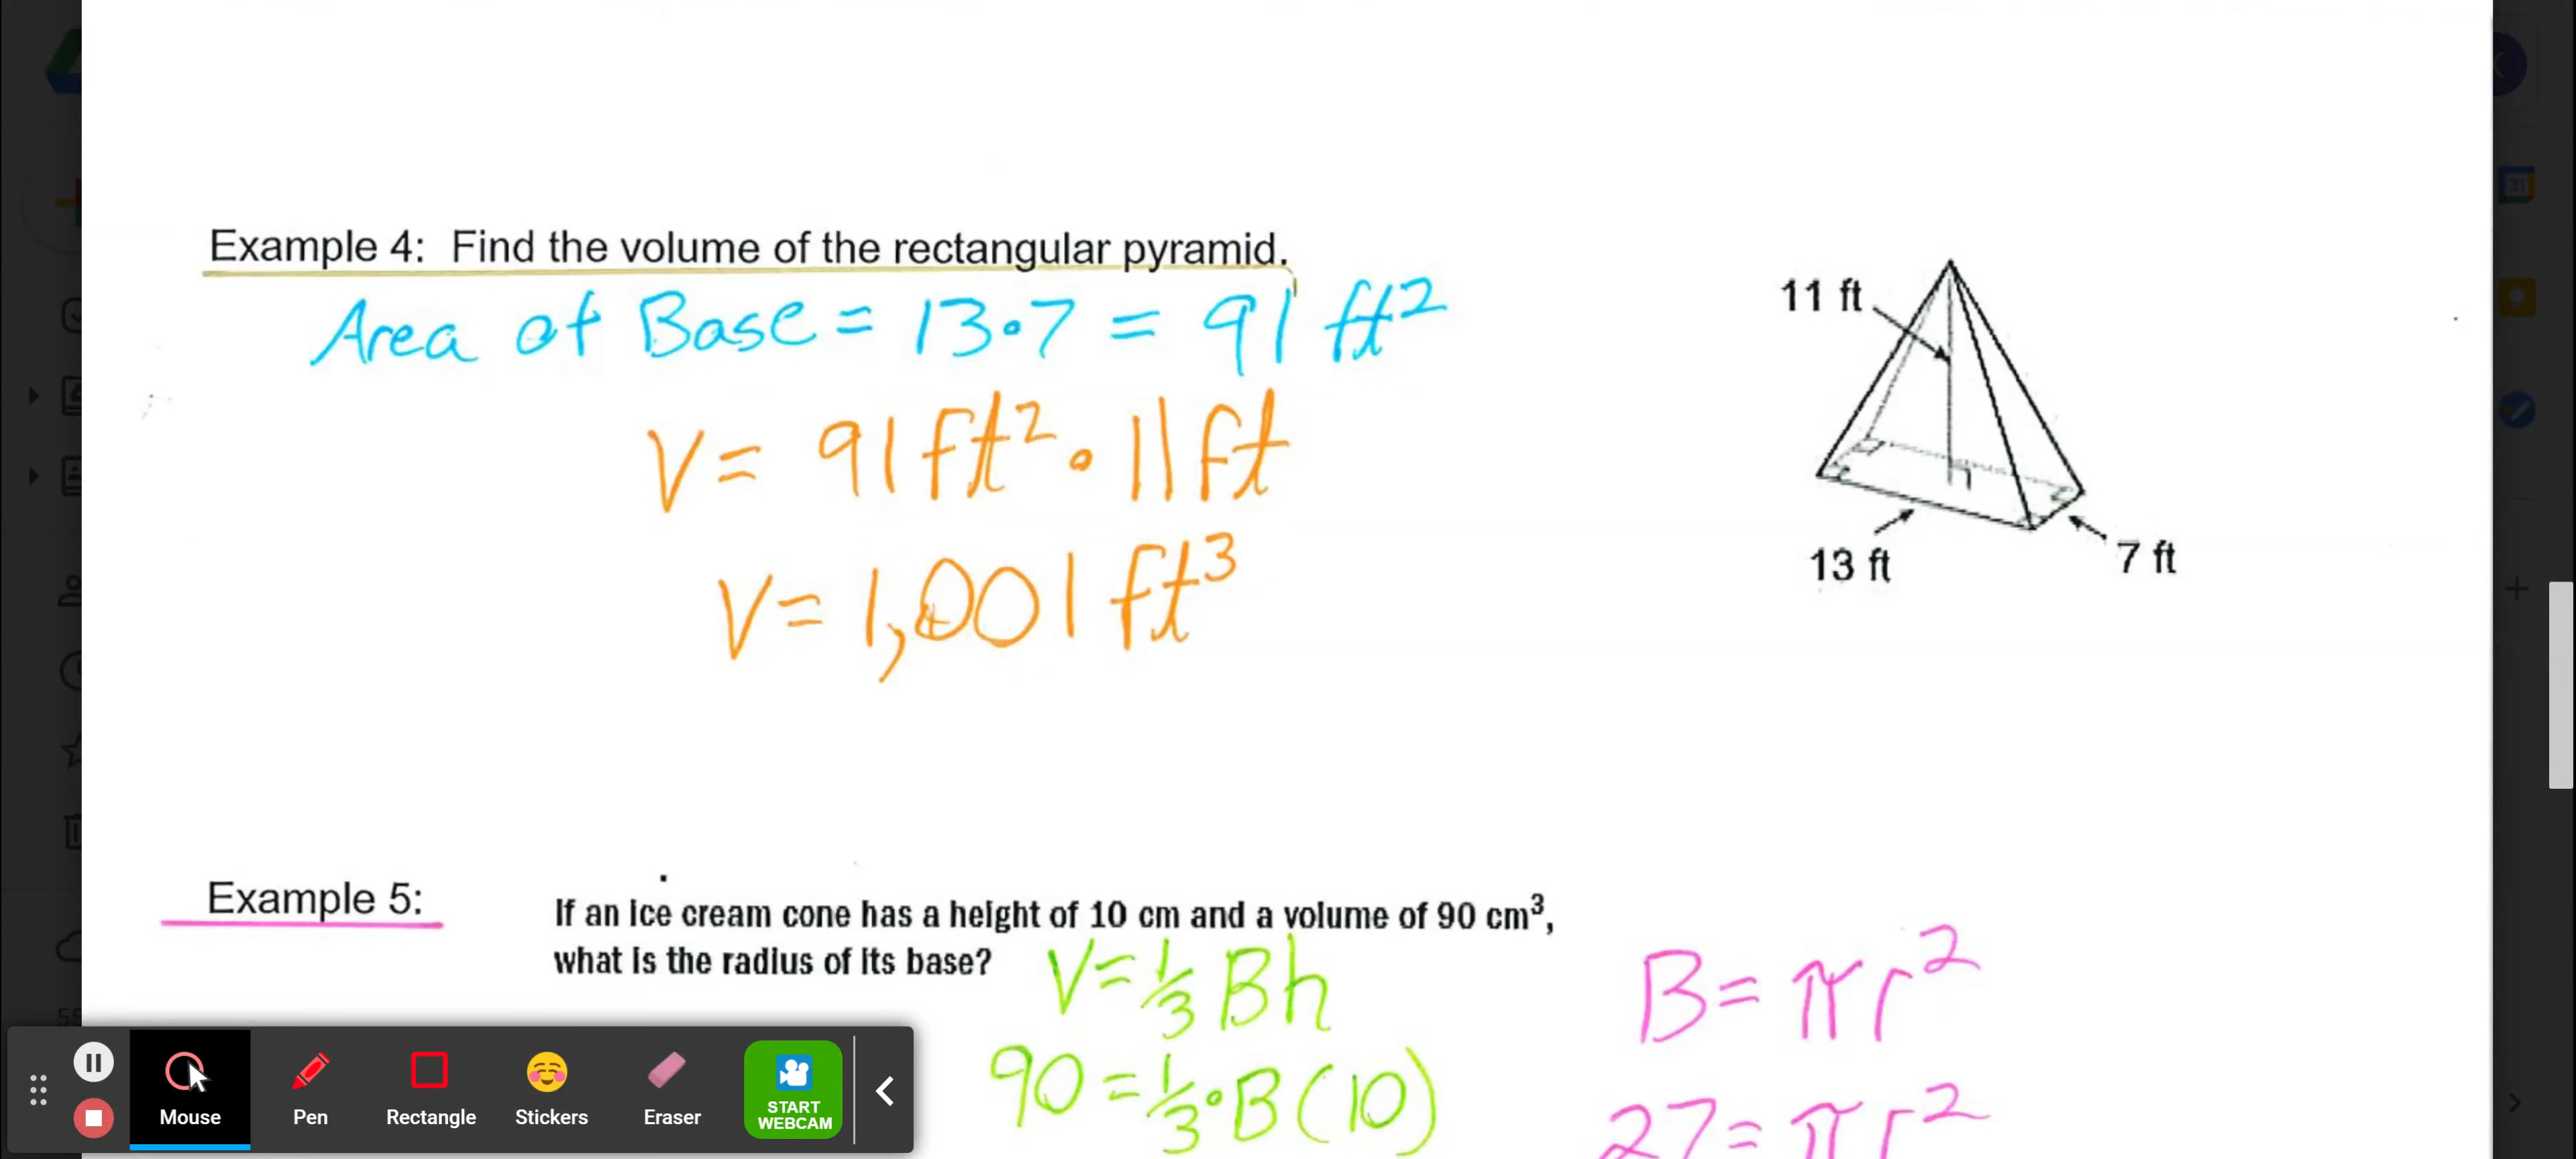 Example 4: Find the volume of the rectangular pyramid.
Area of Base = 13•7 = 91 ft²
V = 91 ft² • 11 ft
V = 1,001 ft³
11 ft
13 ft
7 ft
Example 5:
If an ice cream cone has a height of 10 cm and a volume of 90 cm³,
what is the radius of its base?
V = 1/3 Bh
90 = 1/3 • B (10)
B = πr²
27 = πr²
Mouse
Pen
Rectangle
Stickers
Eraser
START
WEBCAM
31